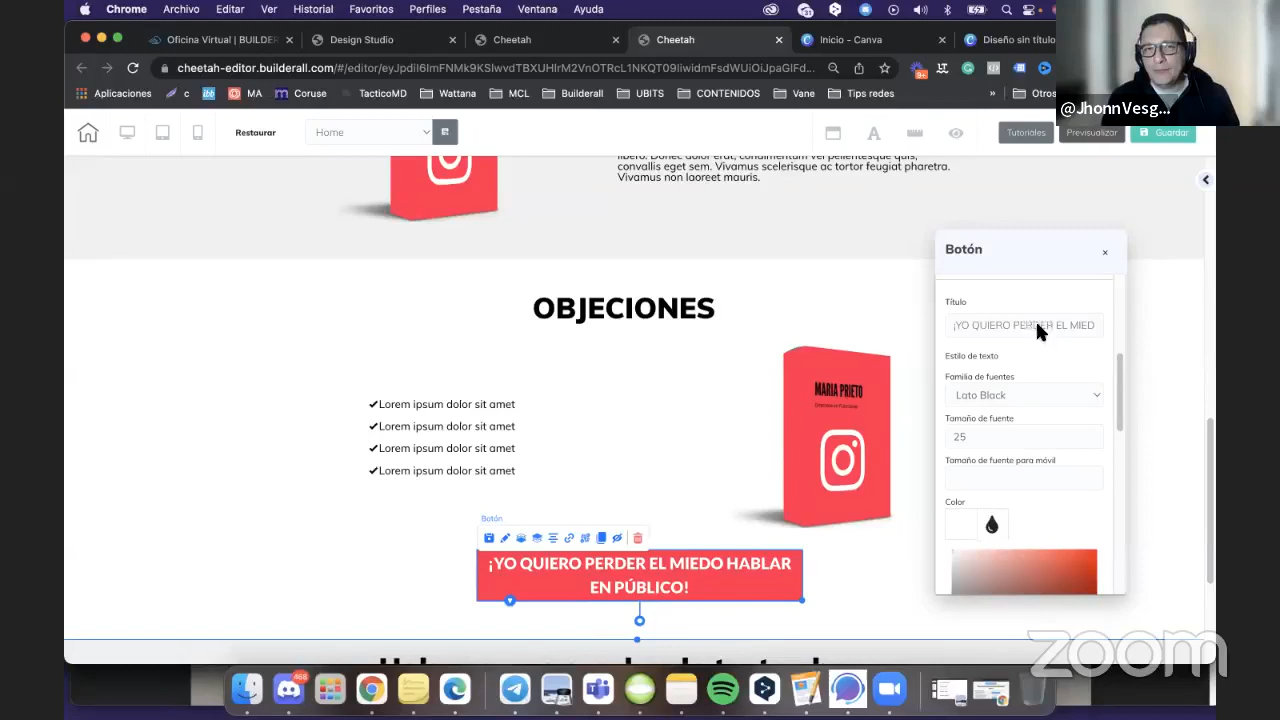 Chrome Archivo Editar Ver Historial Favoritos Perfiles Pestaña Ventana Ayuda
31
Oficina Virtual | BUILDER
Design Studio
Cheetah
Cheetah
Inicio - Canva
Diseño sin título
cheetah-editor.builderall.com/#/editor/
9+
Aplicaciones
c
MA
Coruse
TacticoMD
Wabissa
MCL
Builderall
UBITS
CONTENIDOS
Vane
Tips redes
Otros
@JhonnVesg...
Restaurar
Home
Tutoriales
Previsualizar
Guardar
libero. Donec dolor erat, condimentum vel pellentesque quis,
convallis eget sem. Vivamus scelerisque ac tortor feugiat pharetra.
Vivamus non laoreet mauris.
OBJECIONES
Lorem ipsum dolor sit amet
Lorem ipsum dolor sit amet
Lorem ipsum dolor sit amet
Lorem ipsum dolor sit amet
MARIA PRIETO
Botón
¡YO QUIERO PERDER EL MIEDO HABLAR
EN PÚBLICO!
Botón
×
Título
¡YO QUIERO PERDER EL MIED
Estilo de texto
Familia de fuentes
Lato Black
Tamaño de fuente
25
Tamaño de fuente para móvil
Color
zoom
468